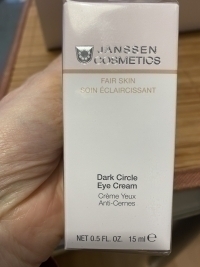 JANSSEN
COSMETICS
FAIR SKIN
SOIN ÉCLAIRCISSANT
Dark Circle
Eye Cream
Crème Yeux
Anti-Cernes
NET 0.5 FL. OZ. 15 ml ℮